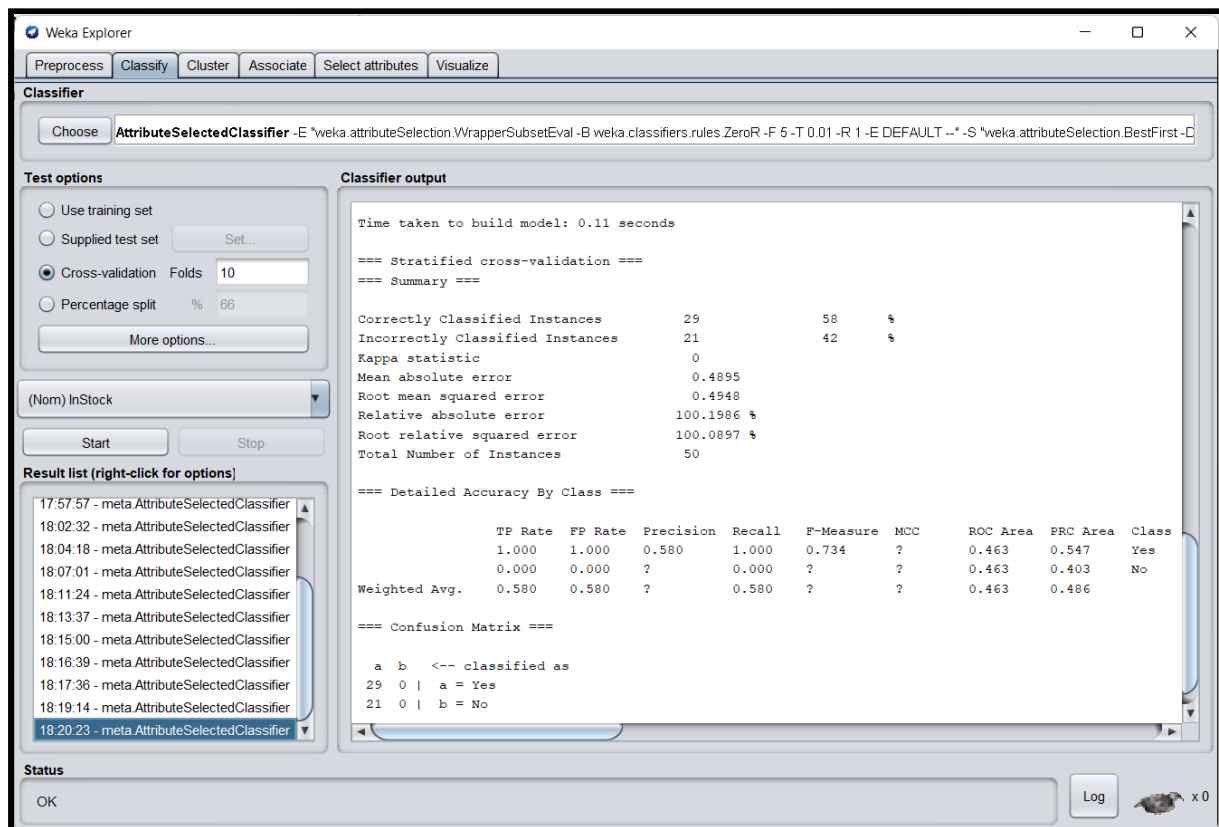 Weka Explorer
Preprocess Classify Cluster Associate Select attributes Visualize
Classifier
Choose AttributeSelectedClassifier -E "weka.attributeSelection.WrapperSubsetEval -B weka.classifiers.rules.ZeroR -F 5 -T 0.01 -R 1 -E DEFAULT --" -S "weka.attributeSelection.BestFirst -D
Test options
Use training set
Supplied test set Set...
Cross-validation Folds 10
Percentage split % 66
More options...
(Nom) InStock
Start Stop
Result list (right-click for options)
17:57:57 - meta.AttributeSelectedClassifier
18:02:32 - meta.AttributeSelectedClassifier
18:04:18 - meta.AttributeSelectedClassifier
18:07:01 - meta.AttributeSelectedClassifier
18:11:24 - meta.AttributeSelectedClassifier
18:13:37 - meta.AttributeSelectedClassifier
18:15:00 - meta.AttributeSelectedClassifier
18:16:39 - meta.AttributeSelectedClassifier
18:17:36 - meta.AttributeSelectedClassifier
18:19:14 - meta.AttributeSelectedClassifier
18:20:23 - meta.AttributeSelectedClassifier
Classifier output
Time taken to build model: 0.11 seconds
=== Stratified cross-validation ===
=== Summary ===
Correctly Classified Instances 29 58 %
Incorrectly Classified Instances 21 42 %
Kappa statistic 0
Mean absolute error 0.4895
Root mean squared error 0.4948
Relative absolute error 100.1986 %
Root relative squared error 100.0897 %
Total Number of Instances 50
=== Detailed Accuracy By Class ===
TP Rate FP Rate Precision Recall F-Measure MCC ROC Area PRC Area Class
1.000 1.000 0.580 1.000 0.734 ? 0.463 0.547 Yes
0.000 0.000 ? 0.000 ? ? 0.463 0.403 No
Weighted Avg. 0.580 0.580 ? 0.580 ? ? 0.463 0.486
=== Confusion Matrix ===
a b <-- classified as
29 0 | a = Yes
21 0 | b = No
Status
OK
Log x 0